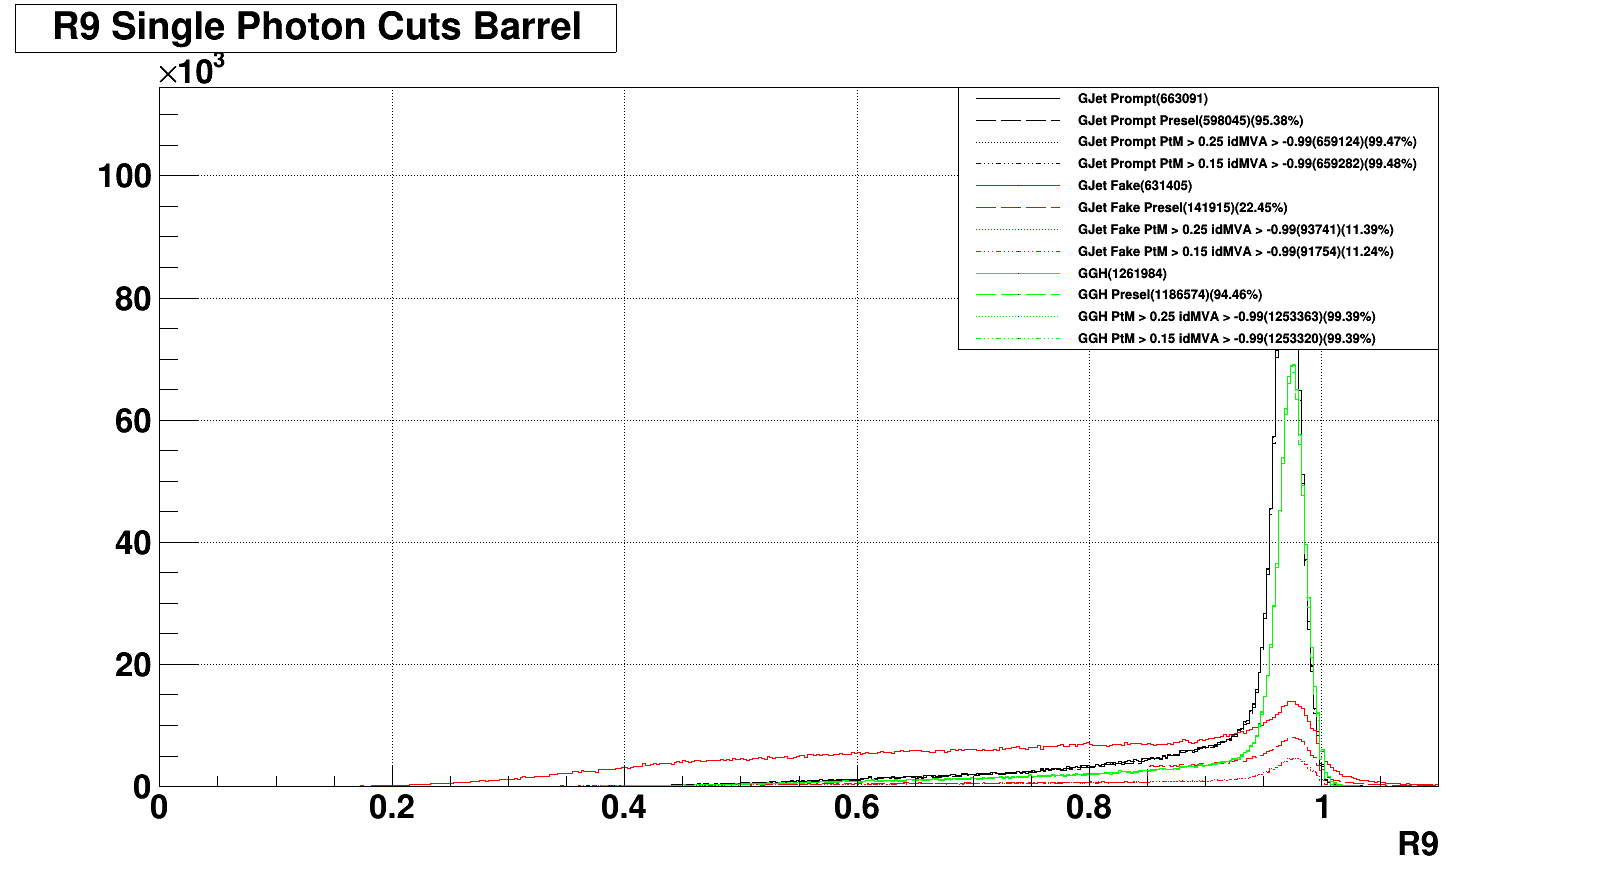 R9 Single Photon Cuts Barrel
×10³
GJet Prompt(663091)
GJet Prompt Presel(598045)(95.38%)
GJet Prompt PtM > 0.25 idMVA > -0.99(659124)(99.47%)
GJet Prompt PtM > 0.15 idMVA > -0.99(659282)(99.48%)
GJet Fake(631405)
GJet Fake Presel(141915)(22.45%)
GJet Fake PtM > 0.25 idMVA > -0.99(93741)(11.39%)
GJet Fake PtM > 0.15 idMVA > -0.99(91754)(11.24%)
GGH(1261984)
GGH Presel(1186574)(94.46%)
GGH PtM > 0.25 idMVA > -0.99(1253363)(99.39%)
GGH PtM > 0.15 idMVA > -0.99(1253320)(99.39%)
100
80
60
40
20
0
0 0.2 0.4 0.6 0.8 1
R9